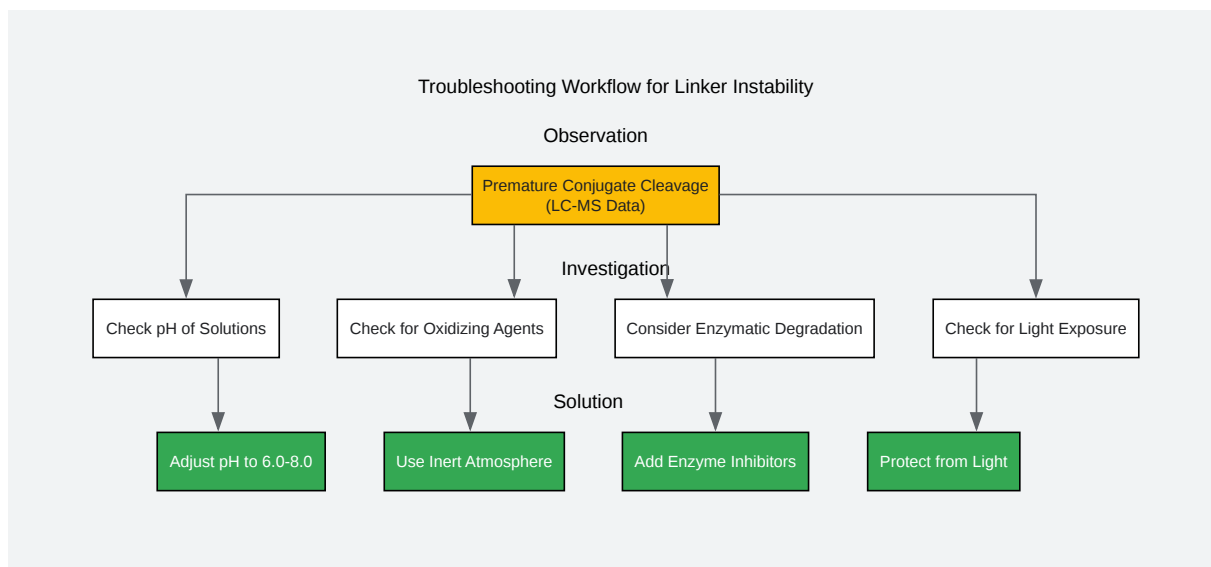 Troubleshooting Workflow for Linker Instability
Observation
Premature Conjugate Cleavage
(LC-MS Data)
Investigation
Check pH of Solutions
Check for Oxidizing Agents
Consider Enzymatic Degradation
Check for Light Exposure
Solution
Adjust pH to 6.0-8.0
Use Inert Atmosphere
Add Enzyme Inhibitors
Protect from Light